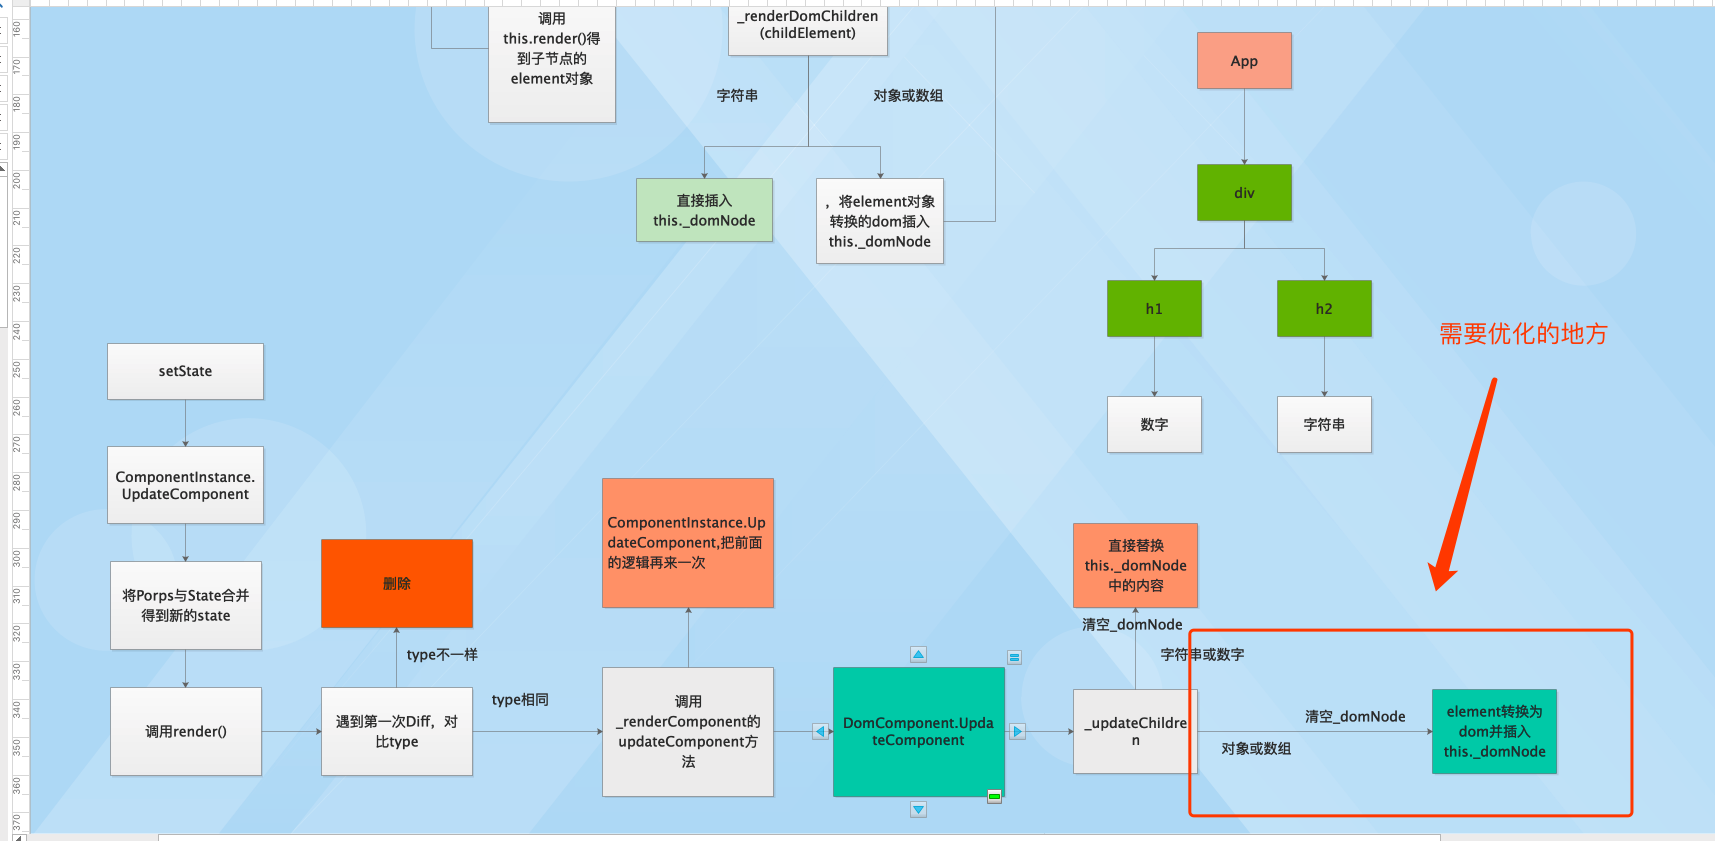 调用
this.render()得
到子节点的
element对象
_renderDomChildren
(childElement)
字符串
对象或数组
直接插入
this._domNode
，将element对象
转换的dom插入
this._domNode
App
div
h1
h2
数字
字符串
需要优化的地方
setState
ComponentInstance.
UpdateComponent
将Porps与State合并
得到新的state
调用render()
删除
type不一样
遇到第一次Diff，对
比type
type相同
ComponentInstance.Up
dateComponent,把前面
的逻辑再来一次
调用
_renderComponent的
updateComponent方
法
DomComponent.Upda
teComponent
直接替换
this._domNode
中的内容
清空_domNode
字符串或数字
_updateChildre
n
清空_domNode
对象或数组
element转换为
dom并插入
this._domNode
160
170
180
190
200
210
220
230
240
250
260
270
280
290
300
310
320
330
340
350
360
370